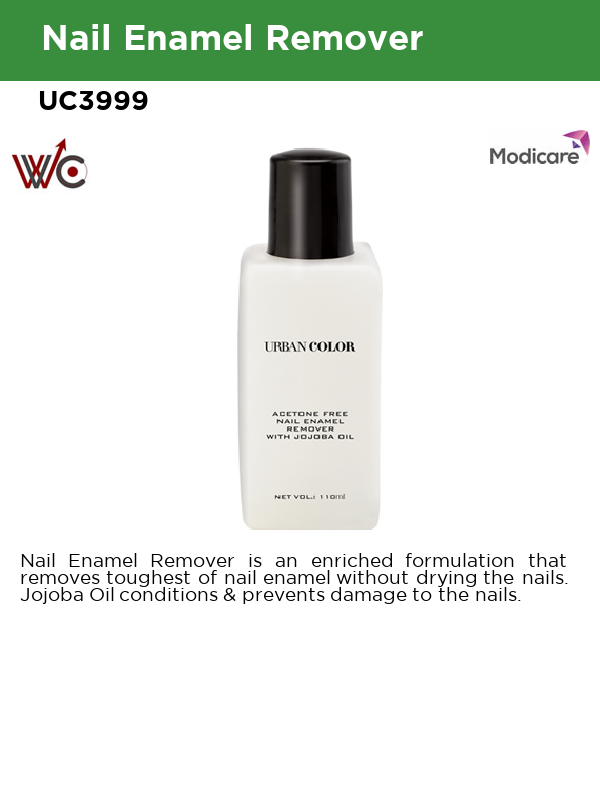 Nail Enamel Remover
UC3999
WC
Modicare
URBAN COLOR
ACETONE FREE
NAIL ENAMEL
REMOVER
WITH JOJOBA OIL
NET VOL.: 110ml
Nail Enamel Remover is an enriched formulation that
removes toughest of nail enamel without drying the nails.
Jojoba Oil conditions & prevents damage to the nails.